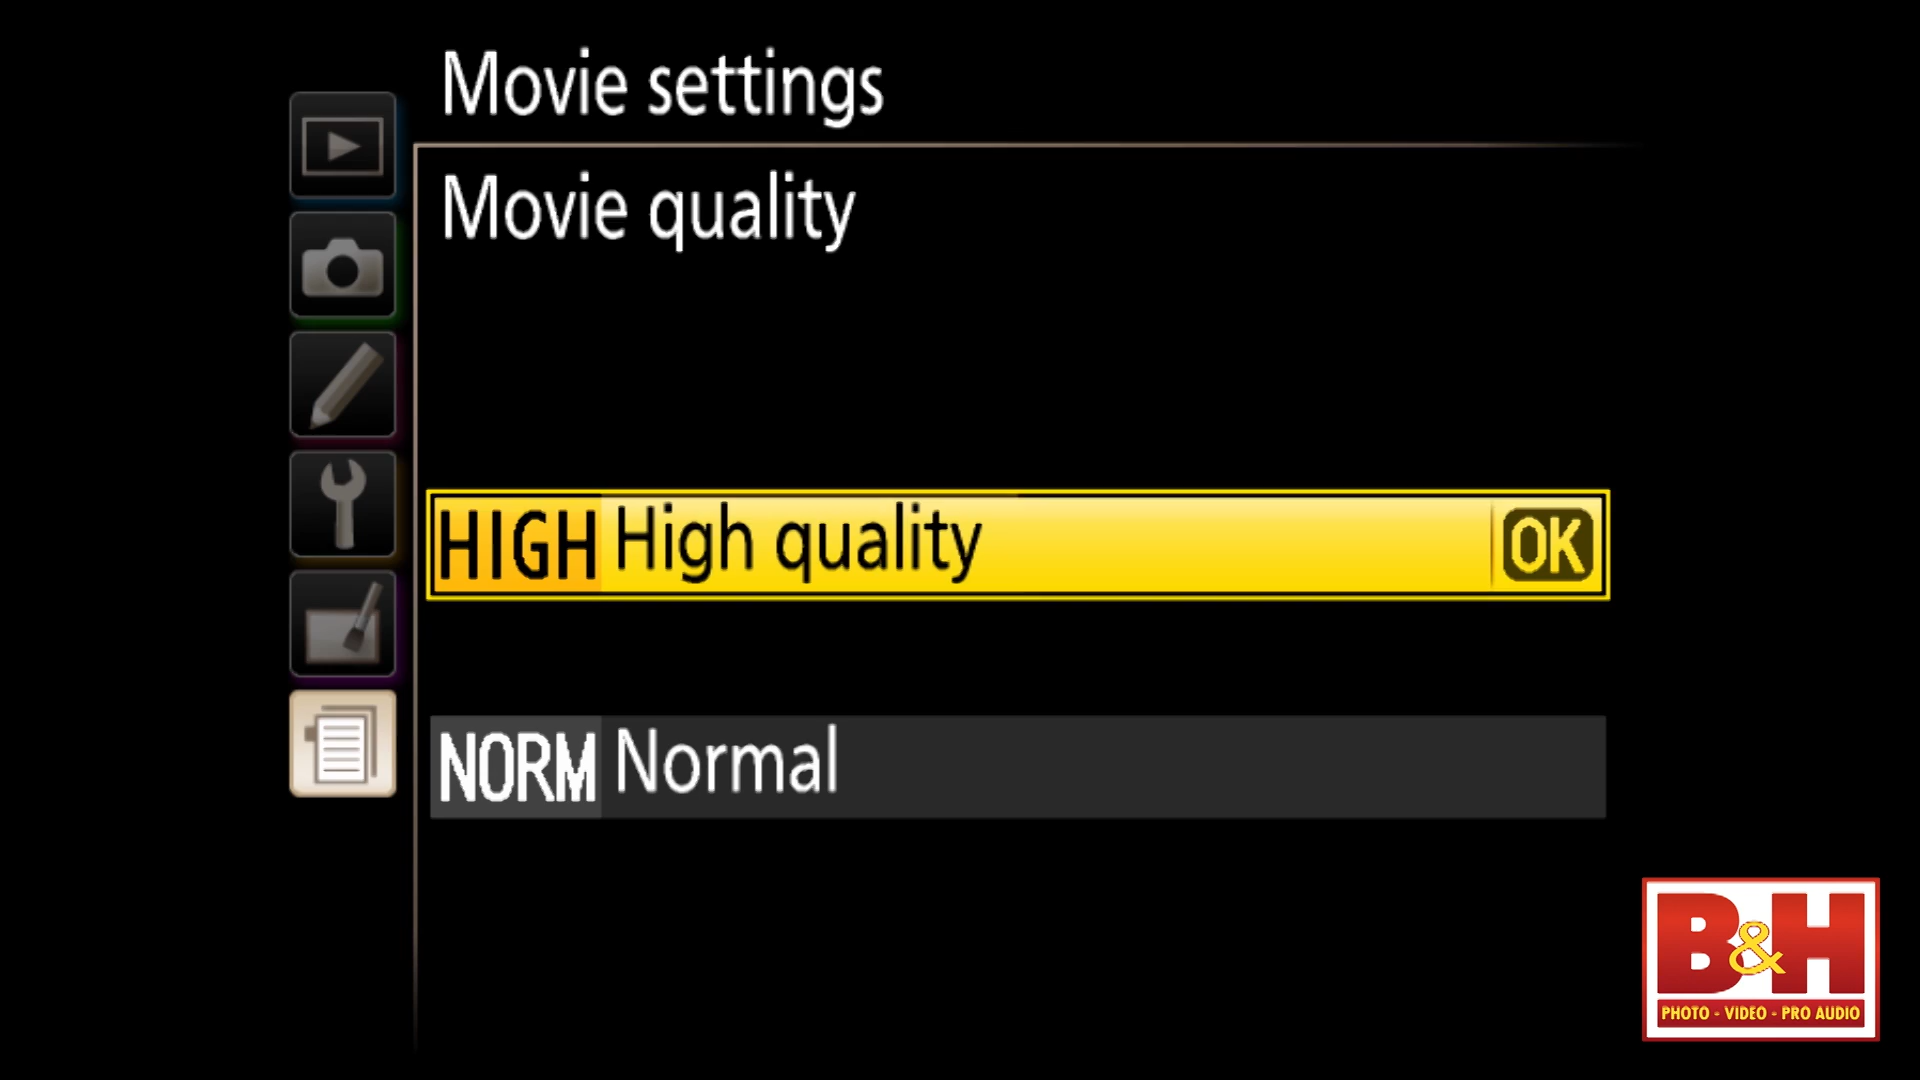 Movie settings
Movie quality
HIGH High quality OK
NORM Normal
B&H
PHOTO - VIDEO - PRO AUDIO